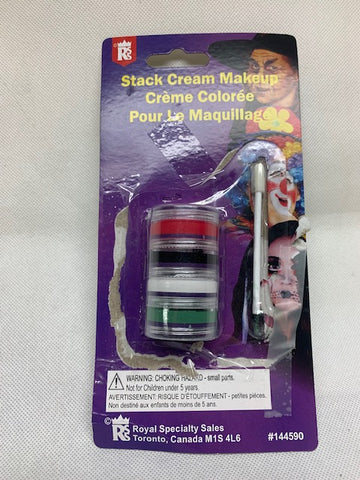 © RSS
Stack Cream Makeup
Crème Colorée
Pour Le Maquillage
WARNING: CHOKING HAZARD - small parts.
Not for Children under 5 years
AVERTISSEMENT: RISQUE D'ÉTOUFFEMENT - petites pièces.
Non destiné aux enfants de moins de 5 ans.
© RSS
Royal Specialty Sales
Toronto, Canada M1S 4L6
#144590